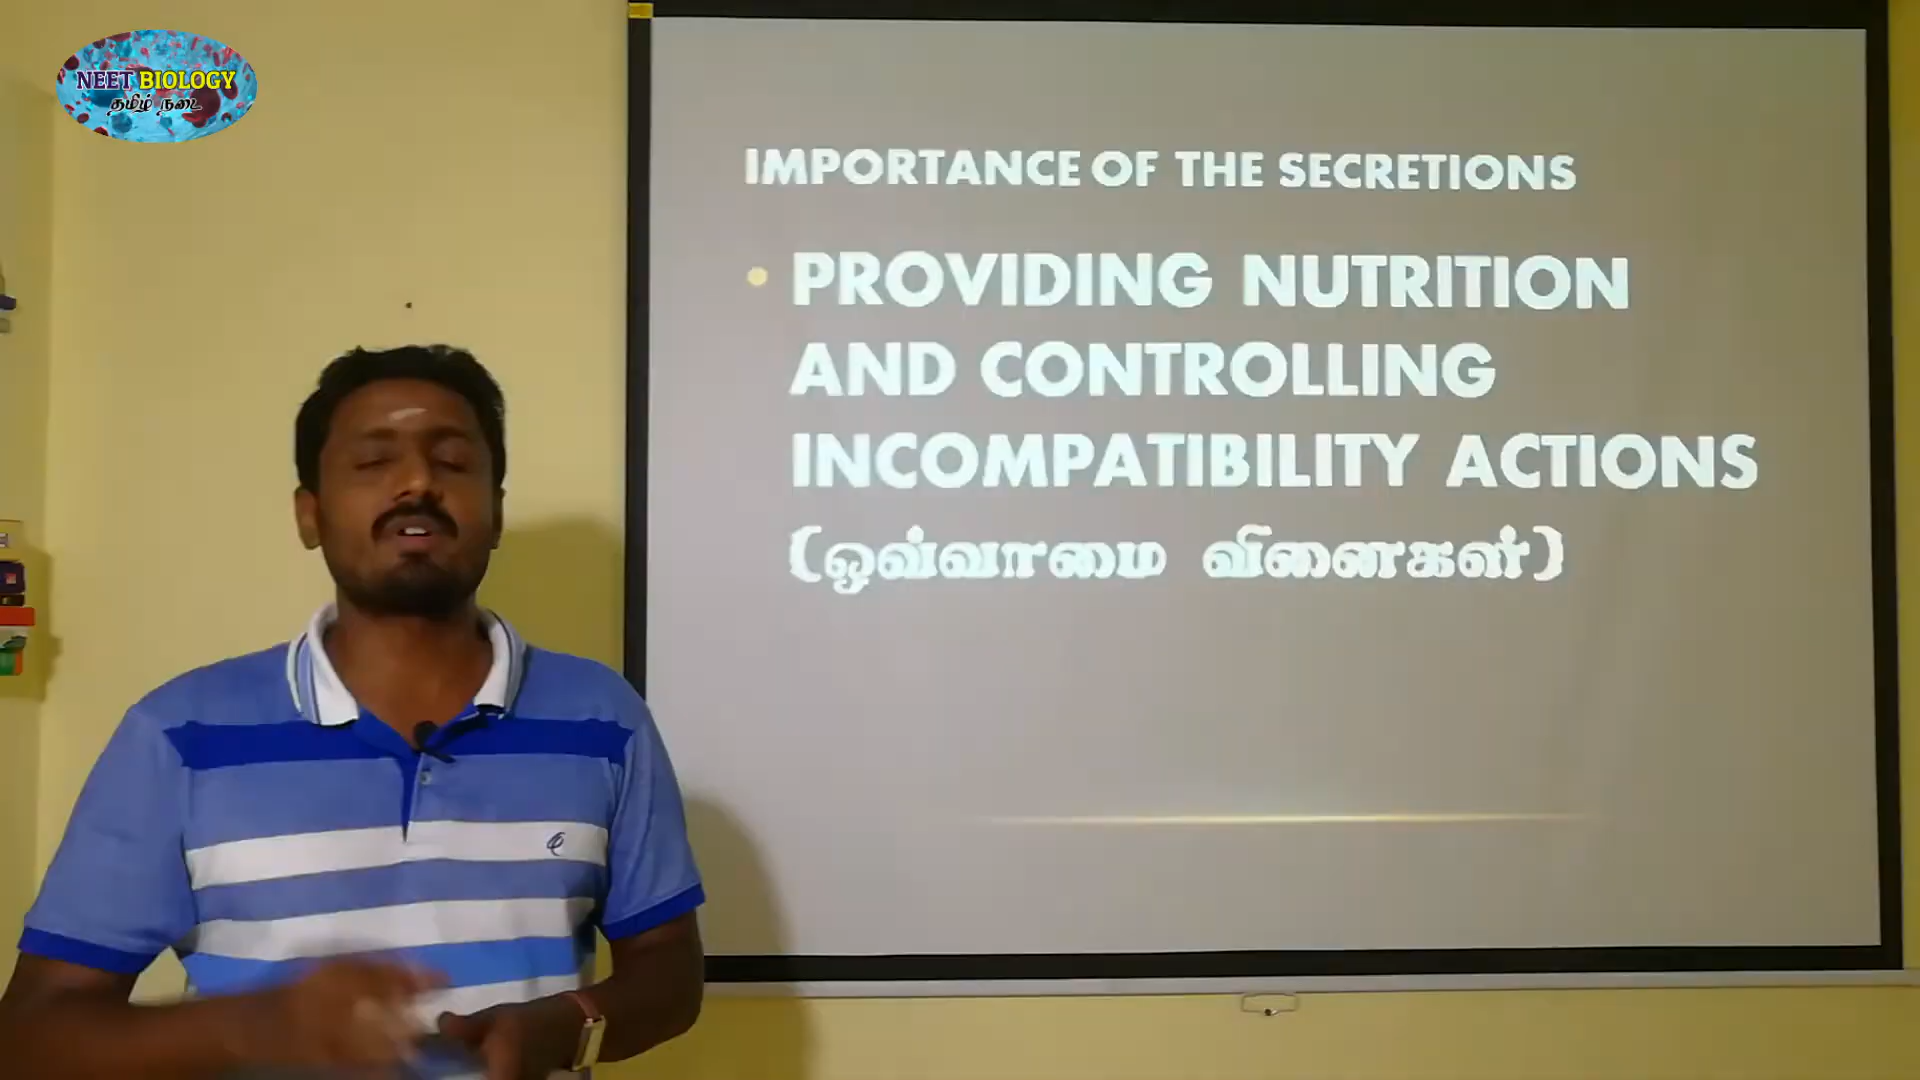 NEET BIOLOGY
தமிழ் நடை
IMPORTANCE OF THE SECRETIONS
• PROVIDING NUTRITION
AND CONTROLLING
INCOMPATIBILITY ACTIONS
(ஒவ்வாமை வினைகள்)